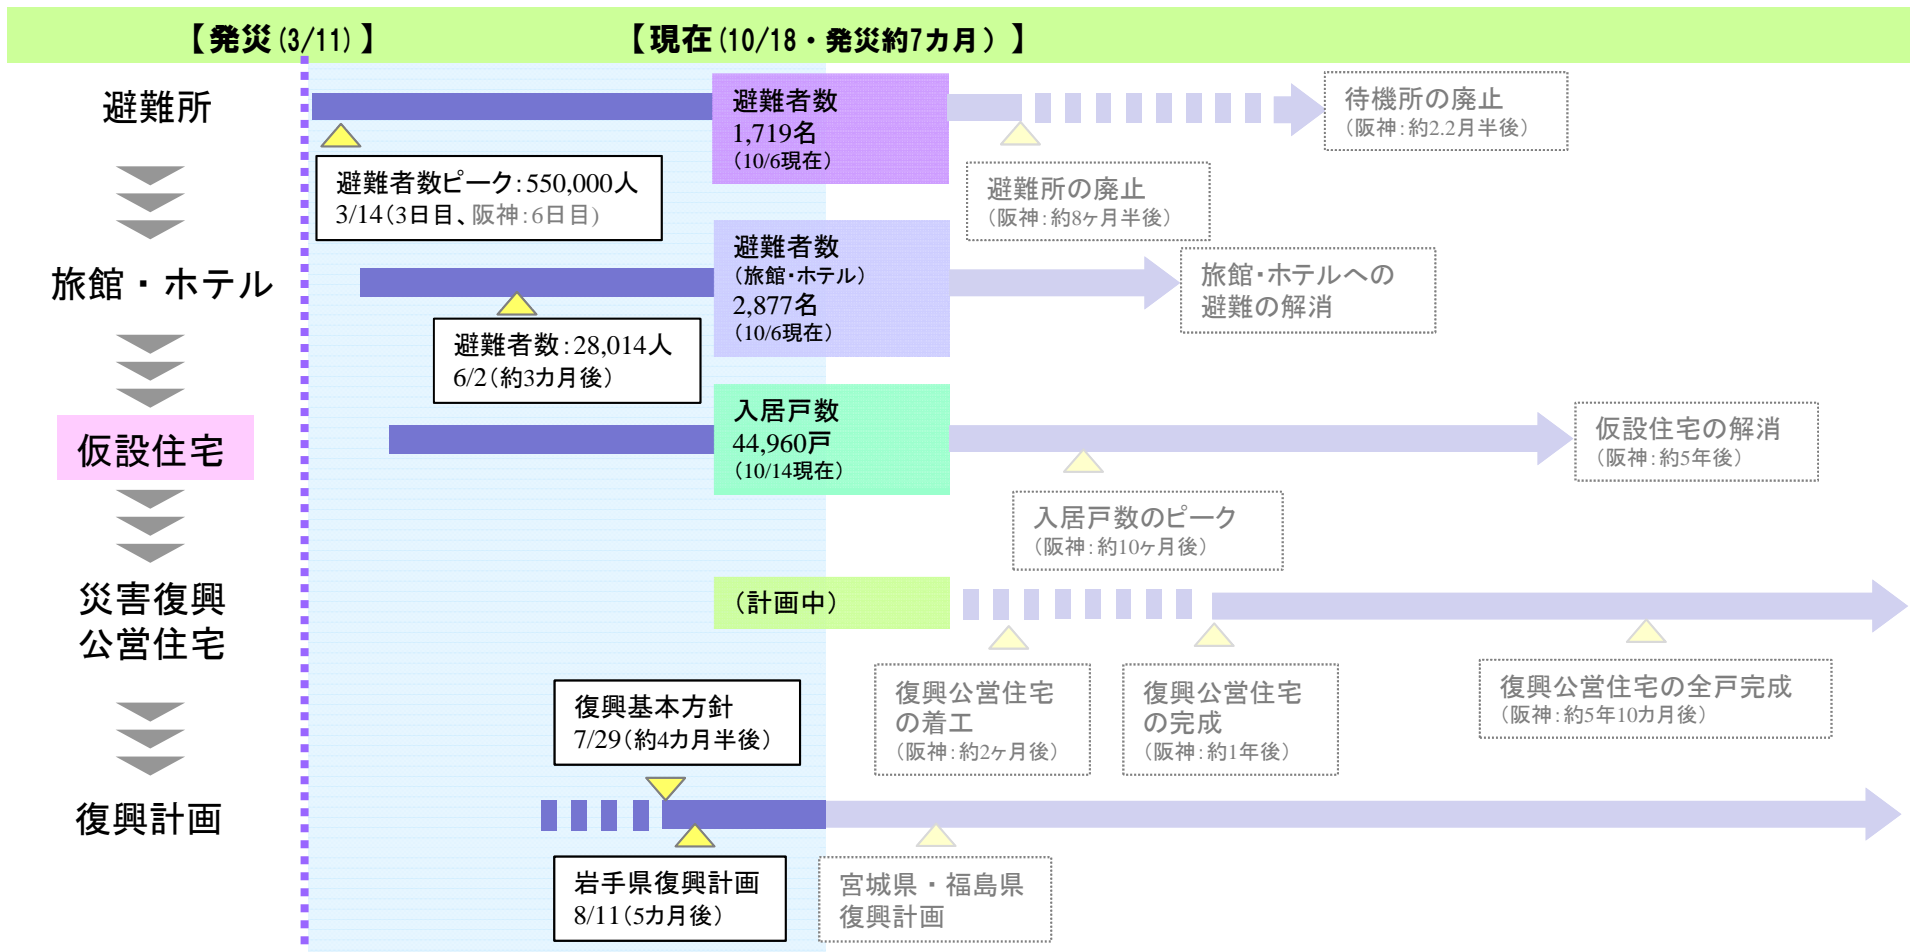 【発災(3/11)】
【現在(10/18・発災約7カ月)】
避難所
避難者数ピーク:550,000人
3/14(3日目、阪神:6日目)
避難者数
1,719名
(10/6現在)
避難所の廃止
(阪神:約8ヶ月半後)
待機所の廃止
(阪神:約2.2月半後)
旅館・ホテル
避難者数:28,014人
6/2(約3カ月後)
避難者数
(旅館・ホテル)
2,877名
(10/6現在)
旅館・ホテルへの
避難の解消
仮設住宅
入居戸数
44,960戸
(10/14現在)
入居戸数のピーク
(阪神:約10ヶ月後)
仮設住宅の解消
(阪神:約5年後)
災害復興
公営住宅
(計画中)
復興公営住宅
の着工
(阪神:約2ヶ月後)
復興公営住宅
の完成
(阪神:約1年後)
復興公営住宅の全戸完成
(阪神:約5年10カ月後)
復興計画
復興基本方針
7/29(約4カ月半後)
岩手県復興計画
8/11(5カ月後)
宮城県・福島県
復興計画